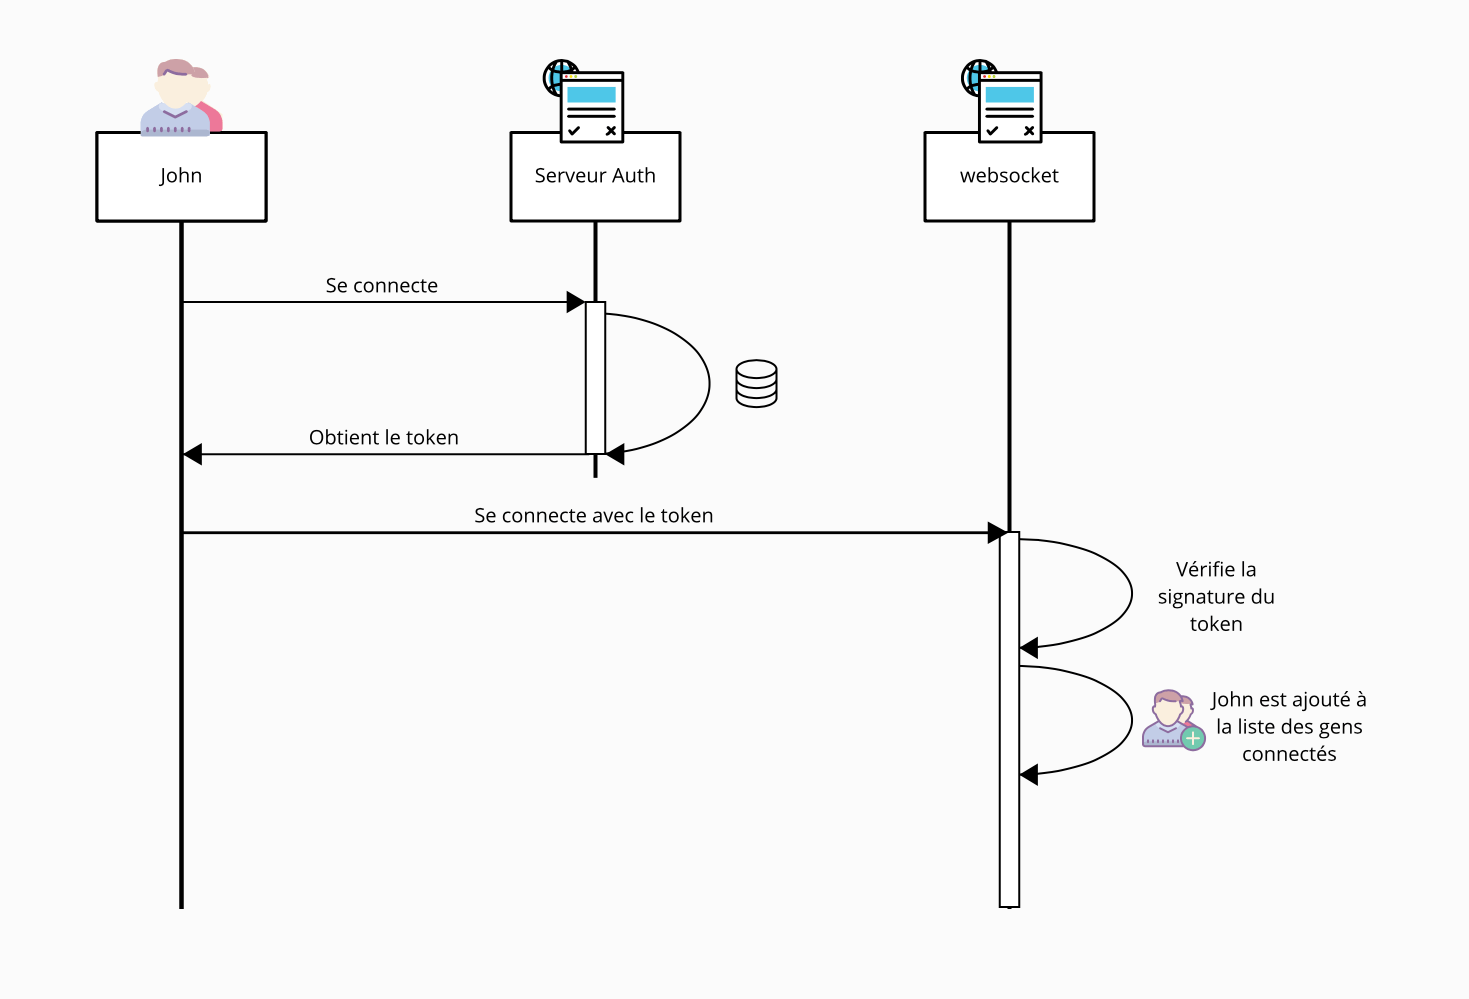 John
Serveur Auth
websocket
Se connecte
Obtient le token
Se connecte avec le token
Vérifie la
signature du
token
John est ajouté à
la liste des gens
connectés